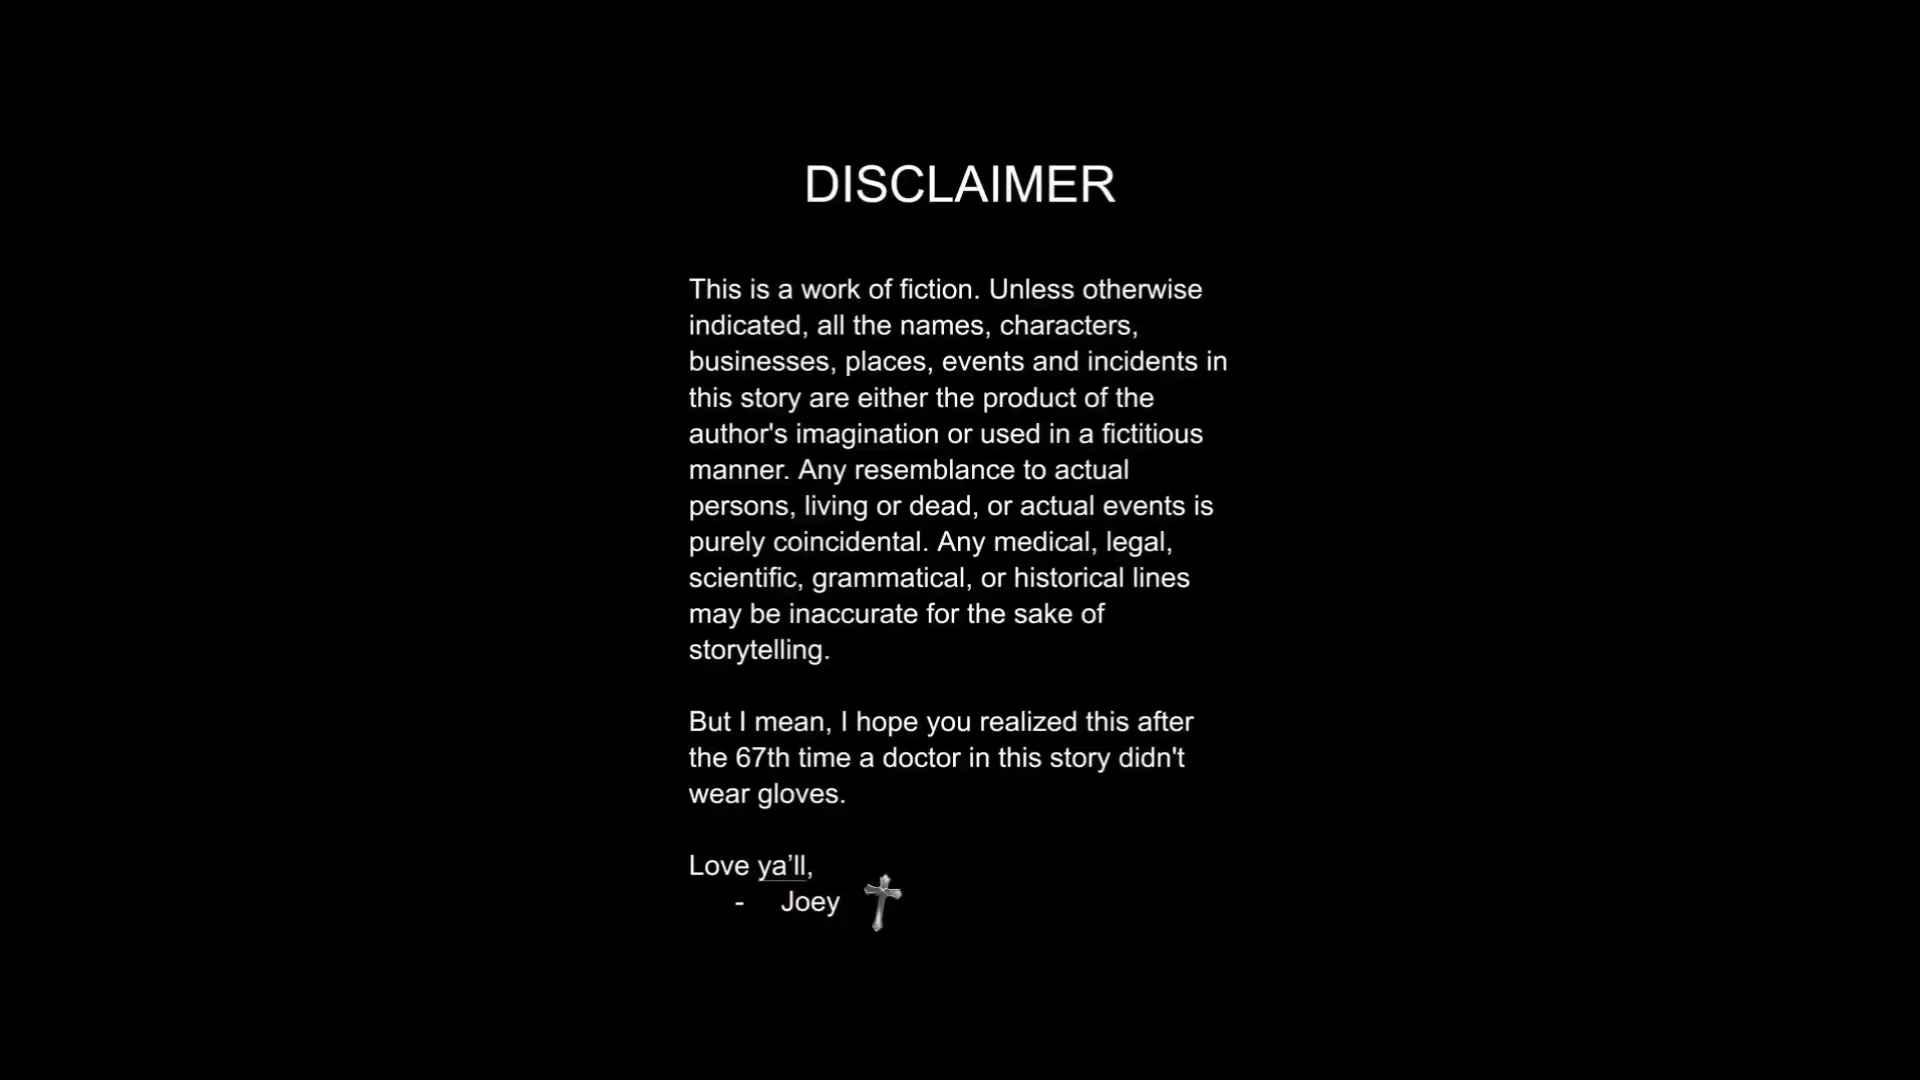 DISCLAIMER
This is a work of fiction. Unless otherwise
indicated, all the names, characters,
businesses, places, events and incidents in
this story are either the product of the
author's imagination or used in a fictitious
manner. Any resemblance to actual
persons, living or dead, or actual events is
purely coincidental. Any medical, legal,
scientific, grammatical, or historical lines
may be inaccurate for the sake of
storytelling.
But I mean, I hope you realized this after
the 67th time a doctor in this story didn't
wear gloves.
Love ya’ll,
- Joey